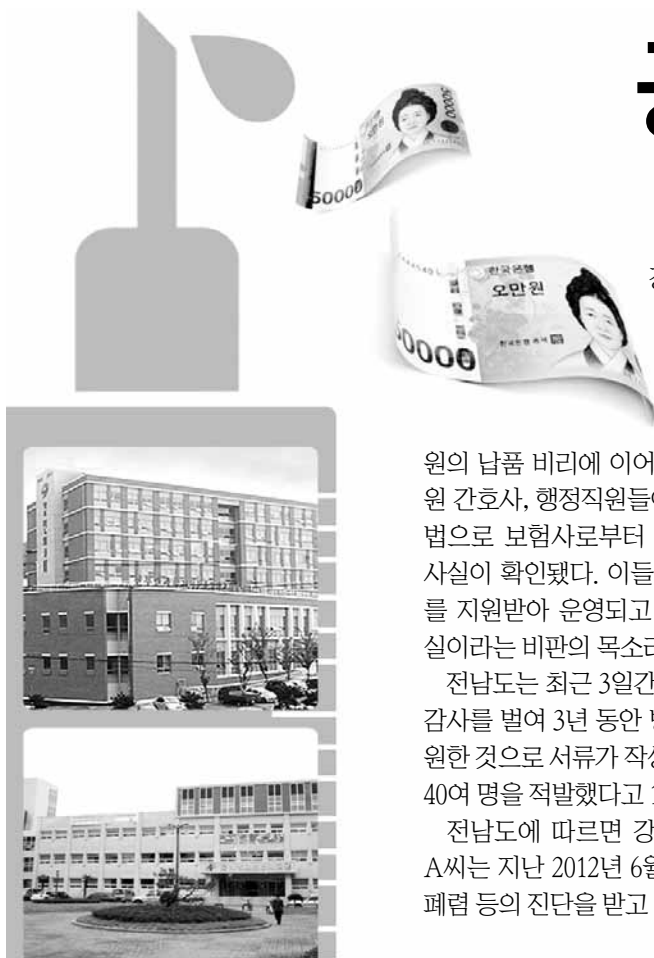 50000
50000
한국은행
오만원
원의 납품 비리에 이어
원 간호사, 행정직원들이
법으로 보험사로부터
사실이 확인됐다. 이들
를 지원받아 운영되고
실이라는 비판의 목소리
전남도는 최근 3일간
감사를 벌여 3년 동안
원한 것으로 서류가 작성
40여 명을 적발했다고
전남도에 따르면 강
A씨는 지난 2012년 6월
폐렴 등의 진단을 받고